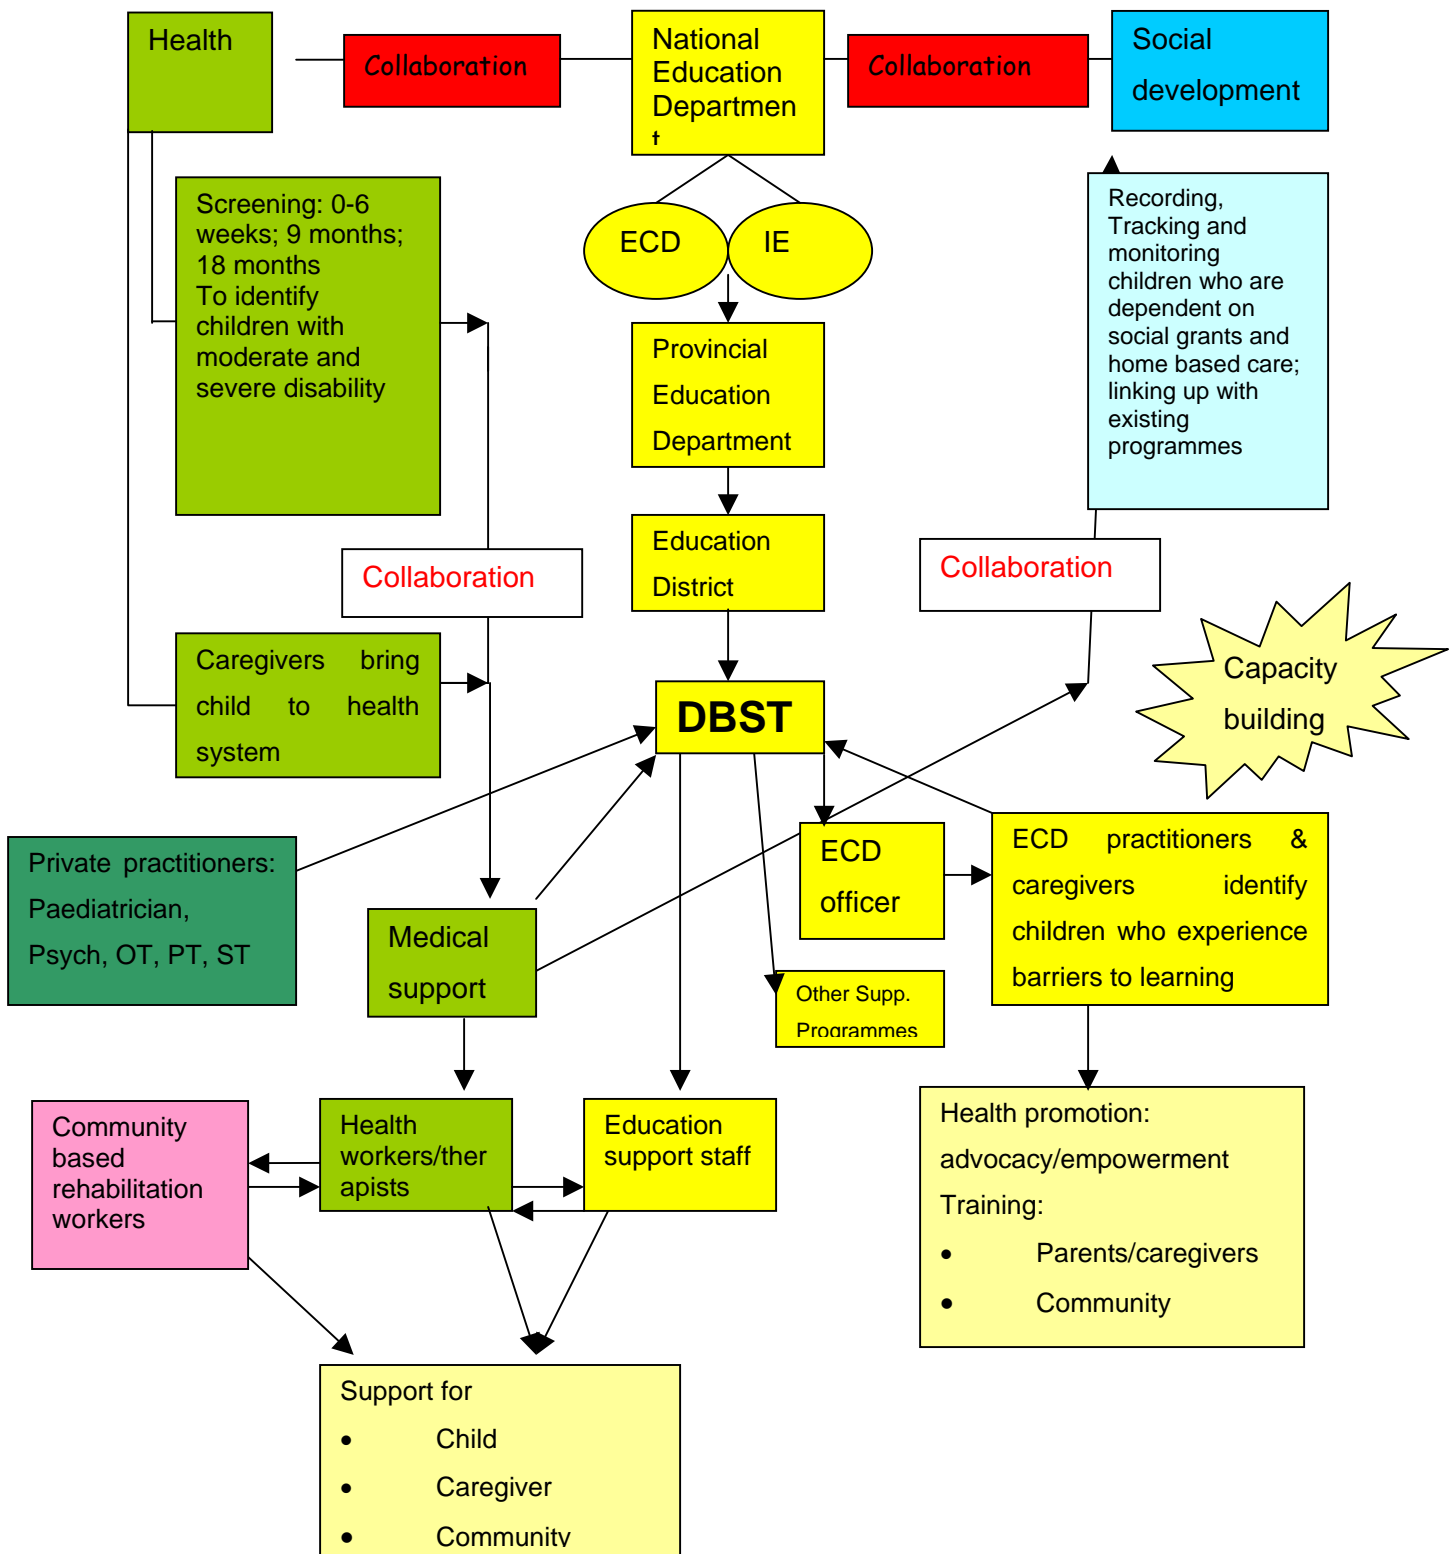 Health
Collaboration
National
Education
Departmen
t
Collaboration
Social
development
Screening: 0-6
weeks; 9 months;
18 months
To identify
children with
moderate and
severe disability
ECD
IE
Recording,
Tracking and
monitoring
children who are
dependent on
social grants and
home based care;
linking up with
existing
programmes
Provincial
Education
Department
Education
District
Collaboration
Collaboration
Caregivers bring
child to health
system
Capacity
building
DBST
Private practitioners:
Paediatrician,
Psych, OT, PT, ST
ECD
officer
ECD practitioners &
caregivers identify
children who experience
barriers to learning
Medical
support
Other Supp.
Programmes
Community
based
rehabilitation
workers
Health
workers/ther
apists
Education
support staff
Health promotion:
advocacy/empowerment
Training:
• Parents/caregivers
• Community
Support for
• Child
• Caregiver
• Community